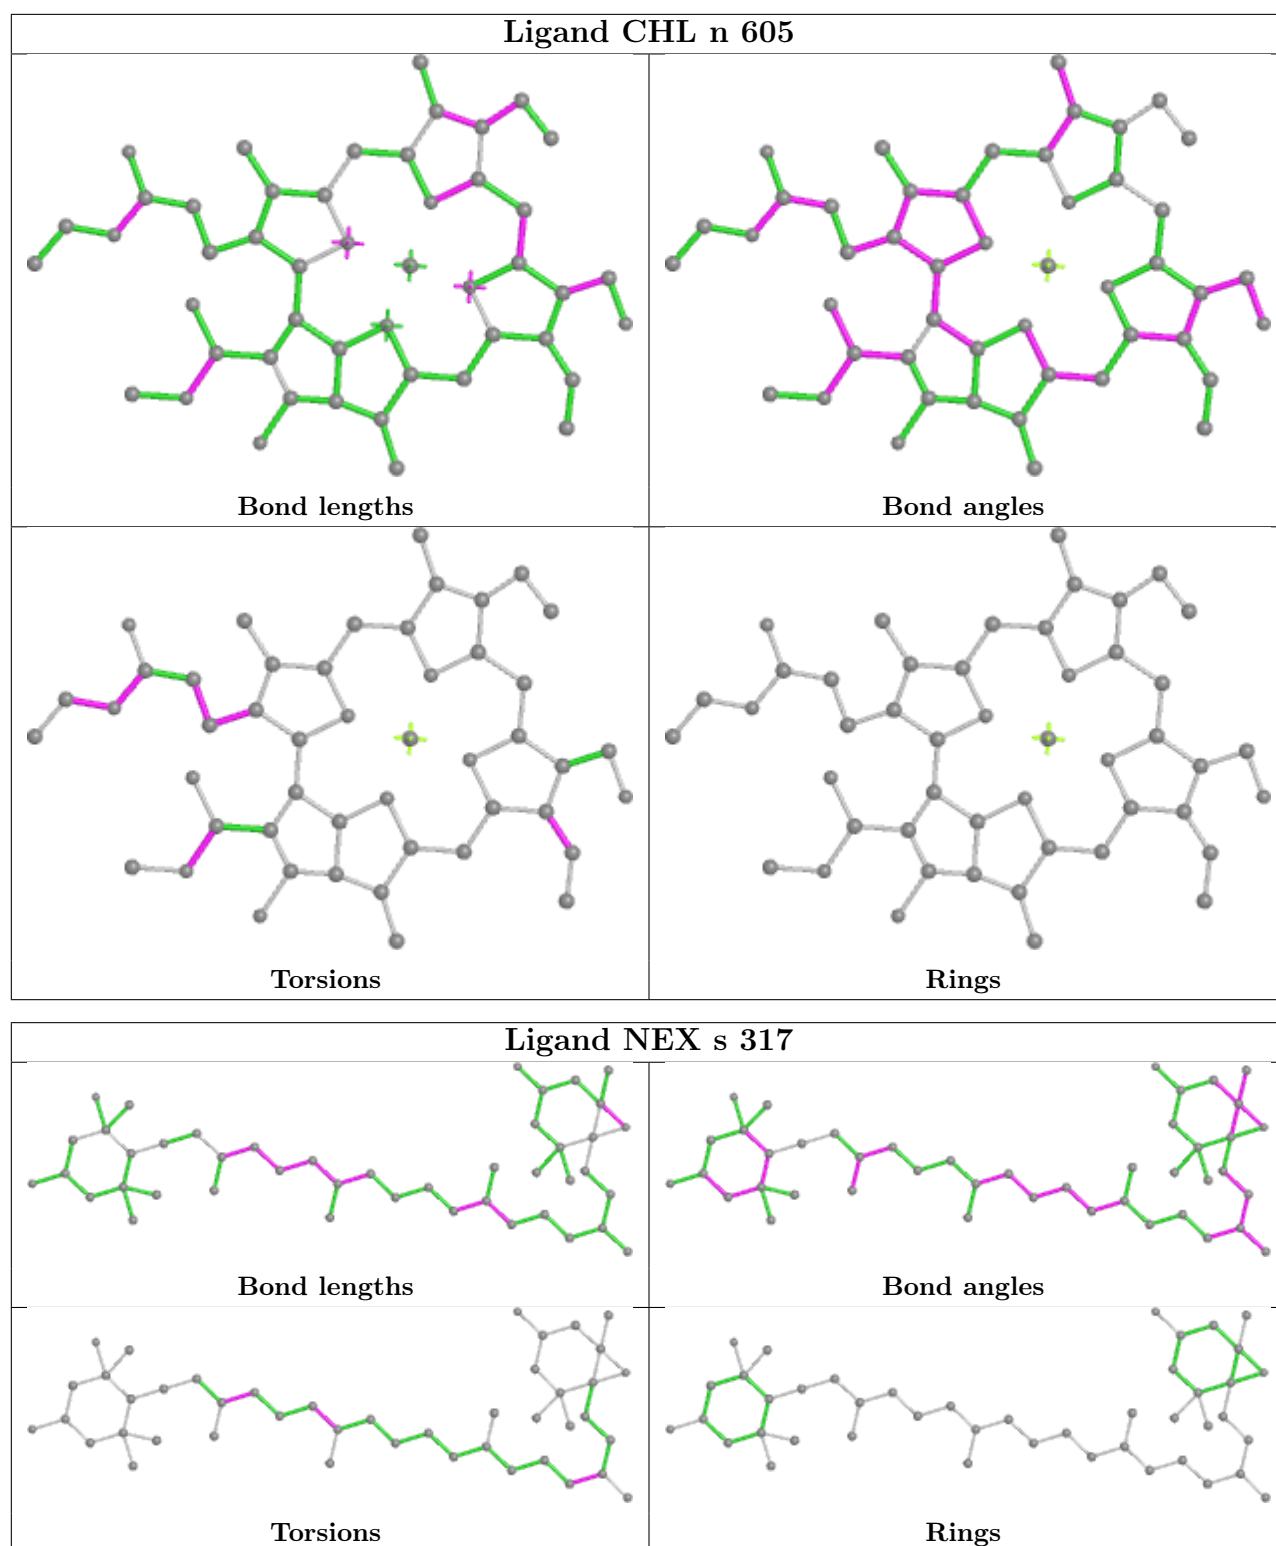 Ligand CHL n 605
Bond lengths
Bond angles
Torsions
Rings
Ligand NEX s 317
Bond lengths
Bond angles
Torsions
Rings